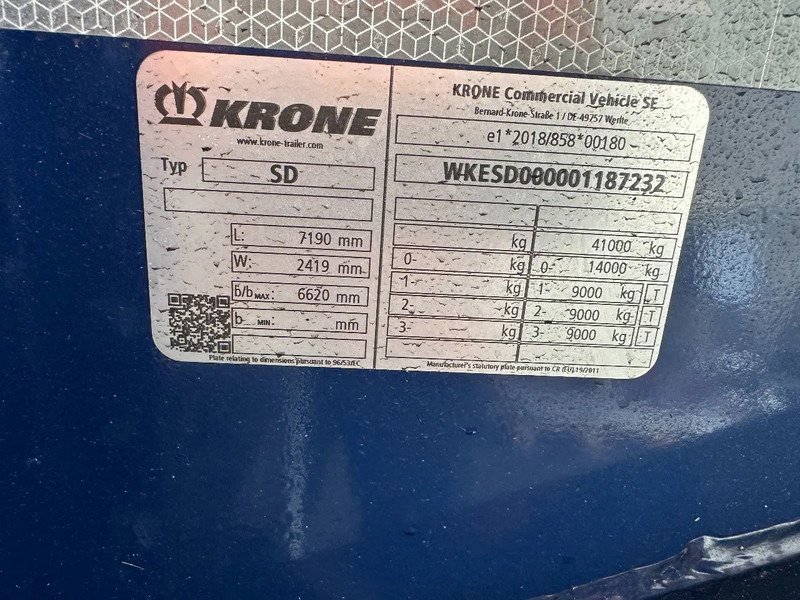 KRONE
www.krone-trailer.com
Typ SD
L: 7190 mm
W: 2419 mm
b/b MAX: 6620 mm
b MIN: mm
Plate relating to dimensions pursuant to 96/53/EC
KRONE Commercial Vehicle SE
Bernard-Krone-Straße 1 / DE-49757 Werlte
e1*2018/858*00180
WKESD000001187232
kg 41000 kg
0- kg 0- 14000 kg
1- kg 1- 9000 kg T
2- kg 2- 9000 kg T
3- kg 3- 9000 kg T
Manufacturer's statutory plate pursuant to CR (EU) 19/2011